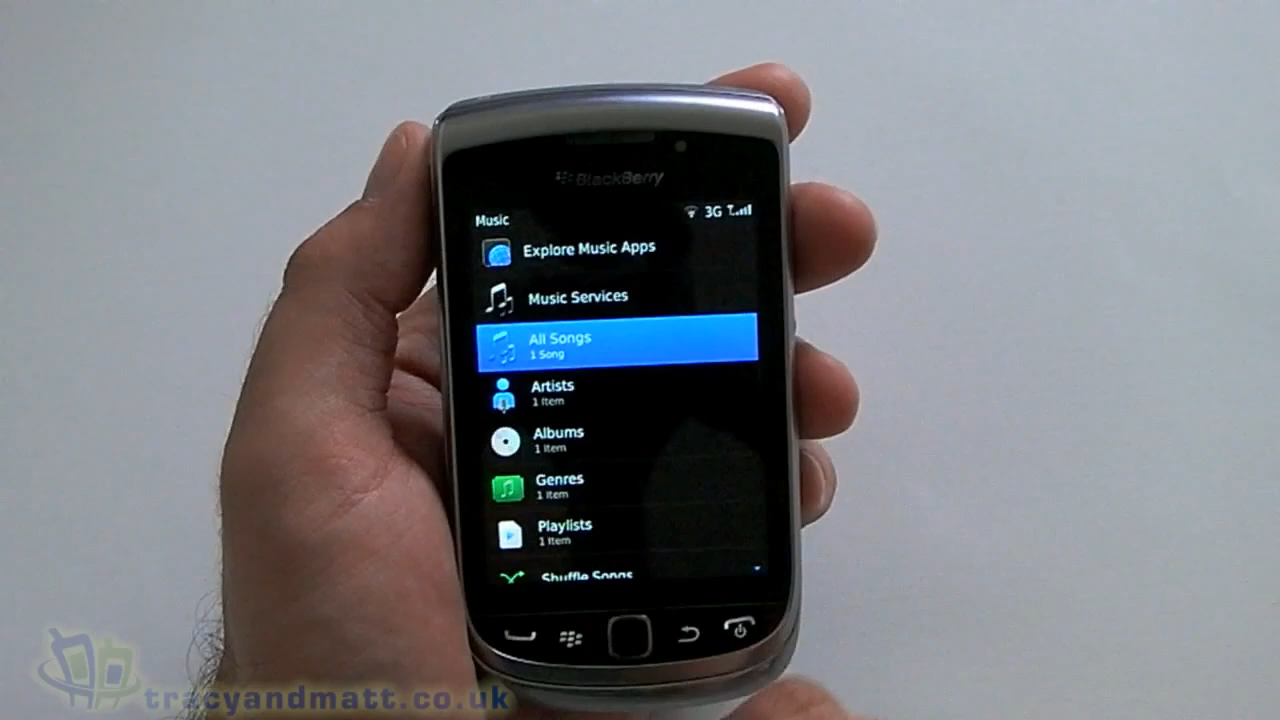 BlackBerry
Music
3G
Explore Music Apps
Music Services
All Songs
1 Song
Artists
1 Item
Albums
1 Item
Genres
1 Item
Playlists
1 Item
Shuffle Songs
tracyandmatt.co.uk